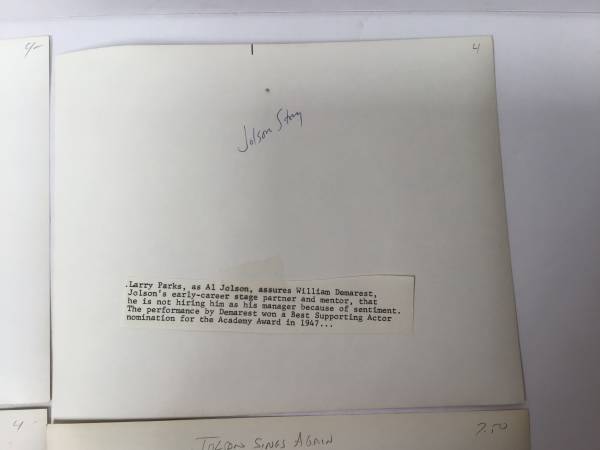 4
Jolson Story
.Larry Parks, as Al Jolson, assures William Demarest,
Jolson's early-career stage partner and mentor, that
he is not hiring him as his manager because of sentiment.
The performance by Demarest won a Best Supporting Actor
nomination for the Academy Award in 1947...
4
JOLSON SINGS AGAIN
7.50